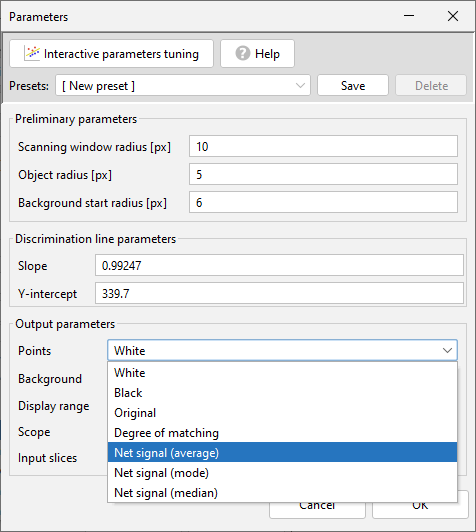 Parameters
Interactive parameters tuning
Help
Presets: [ New preset ] Save Delete
Preliminary parameters
Scanning window radius [px] 10
Object radius [px] 5
Background start radius [px] 6
Discrimination line parameters
Slope 0.99247
Y-intercept 339.7
Output parameters
Points White
Background White
Display range Black
Original
Scope Degree of matching
Input slices Net signal (average)
Net signal (mode)
Net signal (median)
Cancel OK